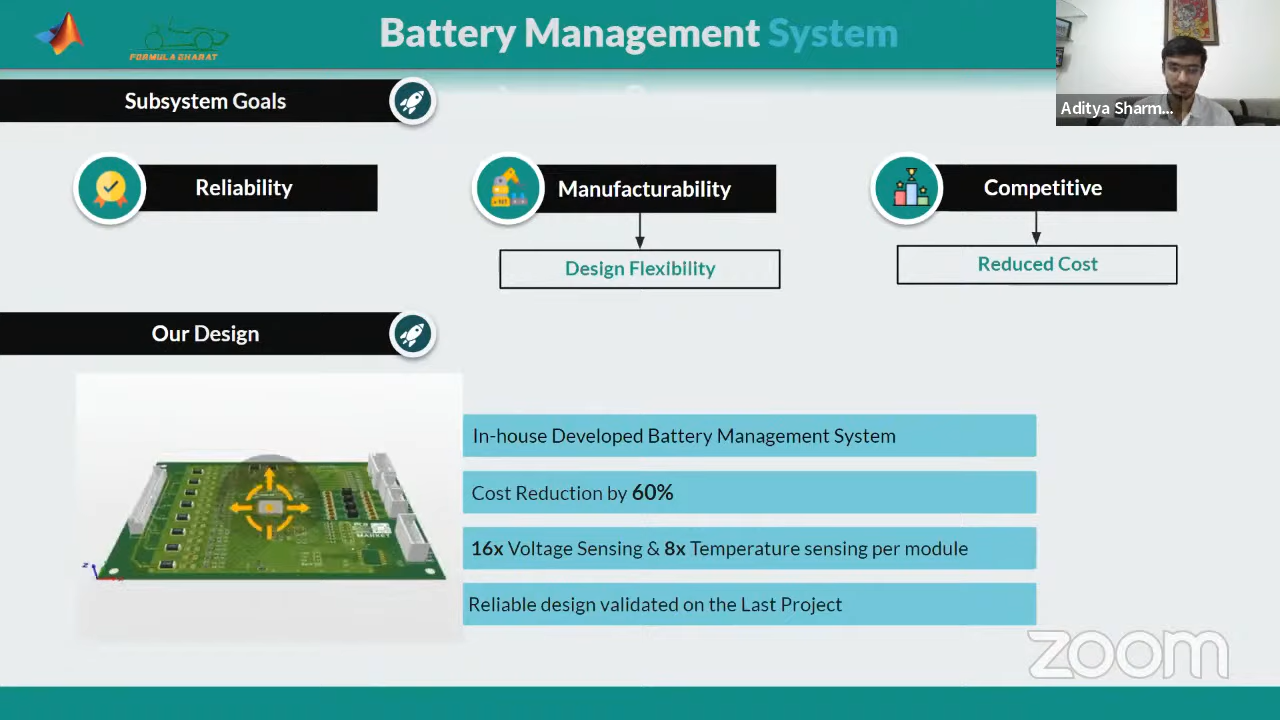 Battery Management System
FORMULA BHARAT
Aditya Sharm...
Subsystem Goals
Reliability
Manufacturability
Competitive
Design Flexibility
Reduced Cost
Our Design
In-house Developed Battery Management System
Cost Reduction by 60%
16x Voltage Sensing & 8x Temperature sensing per module
Reliable design validated on the Last Project
MARKET
zoom